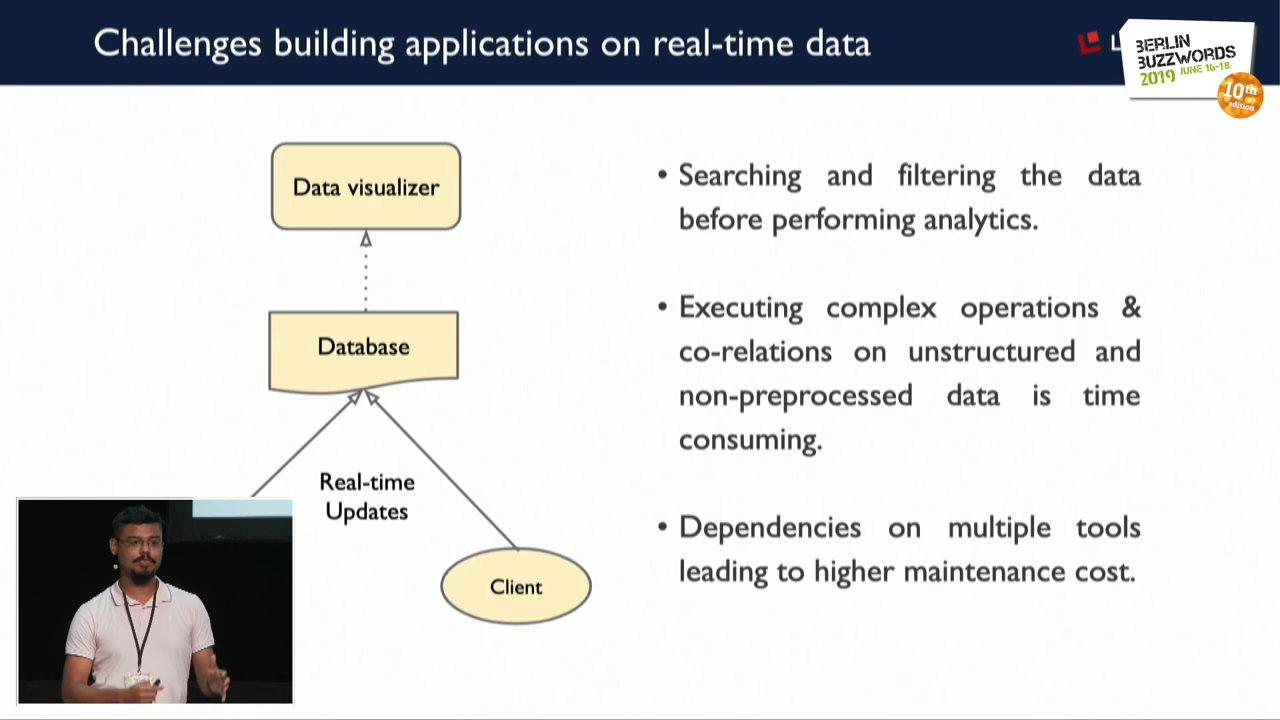 Challenges building applications on real-time data
BERLIN
BUZZWORDS
2019 JUNE 16-18
10th
edition
Data visualizer
Database
Real-time
Updates
Client
• Searching and filtering the data
before performing analytics.
• Executing complex operations &
co-relations on unstructured and
non-preprocessed data is time
consuming.
• Dependencies on multiple tools
leading to higher maintenance cost.